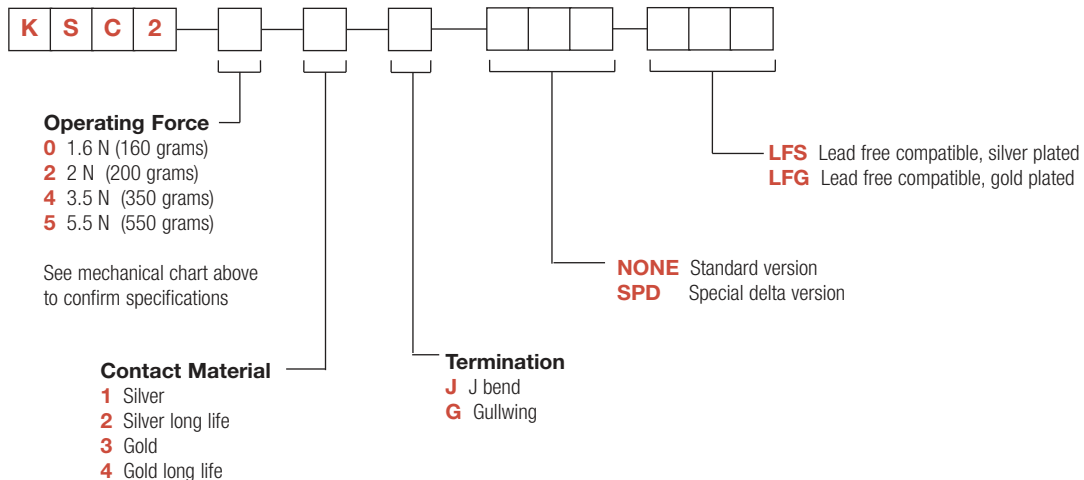 K S C 2
Operating Force
0 1.6 N (160 grams)
2 2 N (200 grams)
4 3.5 N (350 grams)
5 5.5 N (550 grams)
See mechanical chart above
to confirm specifications
Contact Material
1 Silver
2 Silver long life
3 Gold
4 Gold long life
Termination
J J bend
G Gullwing
NONE Standard version
SPD Special delta version
LFS Lead free compatible, silver plated
LFG Lead free compatible, gold plated